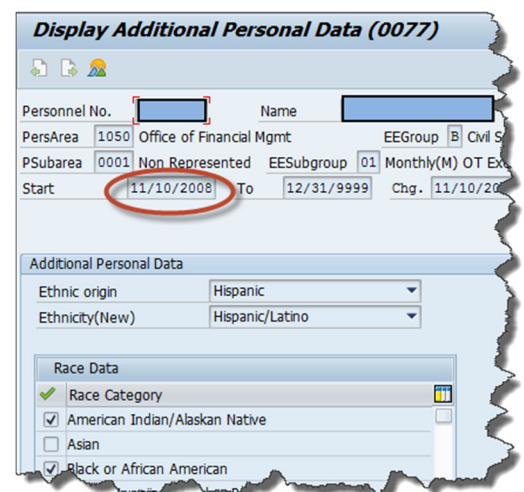 Display Additional Personal Data (0077)
Personnel No. Name
PersArea 1050 Office of Financial Mgmt EEGroup B Civil
PSubarea 0001 Non Represented EESubgroup 01 Monthly(M) OT
Start 11/10/2008 To 12/31/9999 Chg. 11/10/20
Additional Personal Data
Ethnic origin Hispanic
Ethnicity(New) Hispanic/Latino
Race Data
Race Category
American Indian/Alaskan Native
Asian
Black or African American